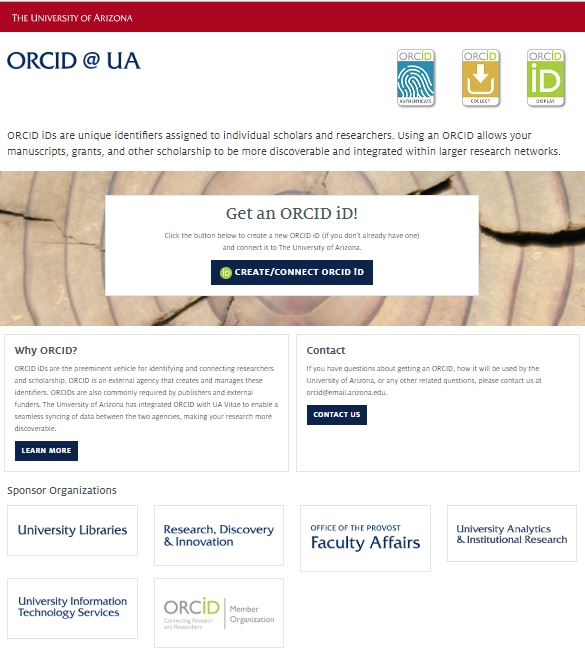 THE UNIVERSITY OF ARIZONA
ORCID @ UA
ORCID
AUTHENTICATE
ORCID
COLLECT
ORCID
iD
DISPLAY
ORCID iDs are unique identifiers assigned to individual scholars and researchers. Using an ORCID allows your
manuscripts, grants, and other scholarship to be more discoverable and integrated within larger research networks.
Get an ORCID iD!
Click the button below to create a new ORCID iD (if you don't already have one)
and connect it to The University of Arizona.
iD CREATE/CONNECT ORCID iD
Why ORCID?
ORCID iDs are the preeminent vehicle for identifying and connecting researchers
and scholarship. ORCID is an external agency that creates and manages these
identifiers. ORCIDs are also commonly required by publishers and external
funders. The University of Arizona has integrated ORCID with UA Vitae to enable a
seamless syncing of data between the two agencies, making your research more
discoverable.
LEARN MORE
Contact
If you have questions about getting an ORCID, how it will be used by the
University of Arizona, or any other related questions, please contact us at
orcid@email.arizona.edu.
CONTACT US
Sponsor Organizations
University Libraries
Research, Discovery
& Innovation
OFFICE OF THE PROVOST
Faculty Affairs
University Analytics
& Institutional Research
University Information
Technology Services
ORCID
Connecting Research
and Researchers
Member
Organization